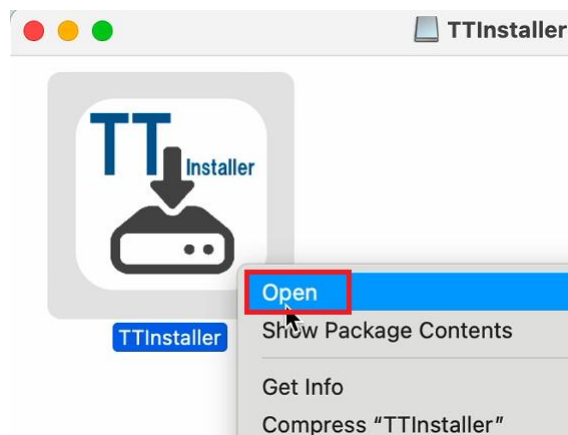 TTInstaller
TT
Installer
TTInstaller
Open
Show Package Contents
Get Info
Compress “TTInstaller”